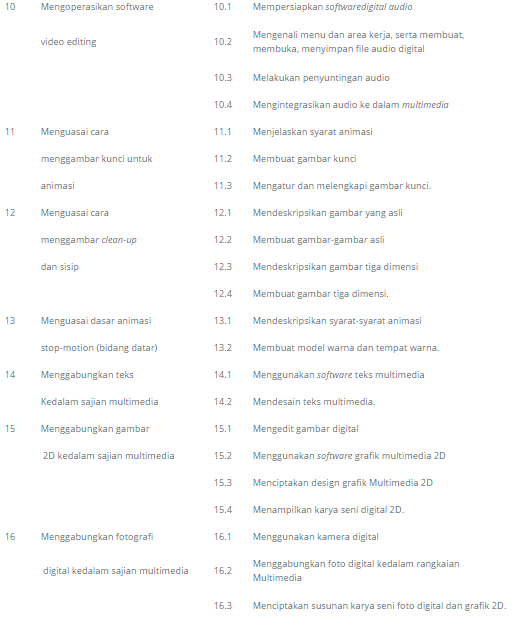 10 Mengoperasikan software 10.1 Mempersiapkan softwaredigital audio
video editing 10.2 Mengenali menu dan area kerja, serta membuat,
membuka, menyimpan file audio digital
10.3 Melakukan penyuntingan audio
10.4 Mengintegrasikan audio ke dalam multimedia
11 Menguasai cara 11.1 Menjelaskan syarat animasi
menggambar kunci untuk 11.2 Membuat gambar kunci
animasi 11.3 Mengatur dan melengkapi gambar kunci.
12 Menguasai cara 12.1 Mendeskripsikan gambar yang asli
menggambar clean-up 12.2 Membuat gambar-gambar asli
dan sisip 12.3 Mendeskripsikan gambar tiga dimensi
12.4 Membuat gambar tiga dimensi.
13 Menguasai dasar animasi 13.1 Mendeskripsikan syarat-syarat animasi
stop-motion (bidang datar) 13.2 Membuat model warna dan tempat warna.
14 Menggabungkan teks 14.1 Menggunakan software teks multimedia
Kedalam sajian multimedia 14.2 Mendesain teks multimedia.
15 Menggabungkan gambar 15.1 Mengedit gambar digital
2D kedalam sajian multimedia 15.2 Menggunakan software grafik multimedia 2D
15.3 Menciptakan design grafik Multimedia 2D
15.4 Menampilkan karya seni digital 2D.
16 Menggabungkan fotografi 16.1 Menggunakan kamera digital
digital kedalam sajian multimedia 16.2 Menggabungkan foto digital kedalam rangkaian
Multimedia
16.3 Menciptakan susunan karya seni foto digital dan grafik 2D.